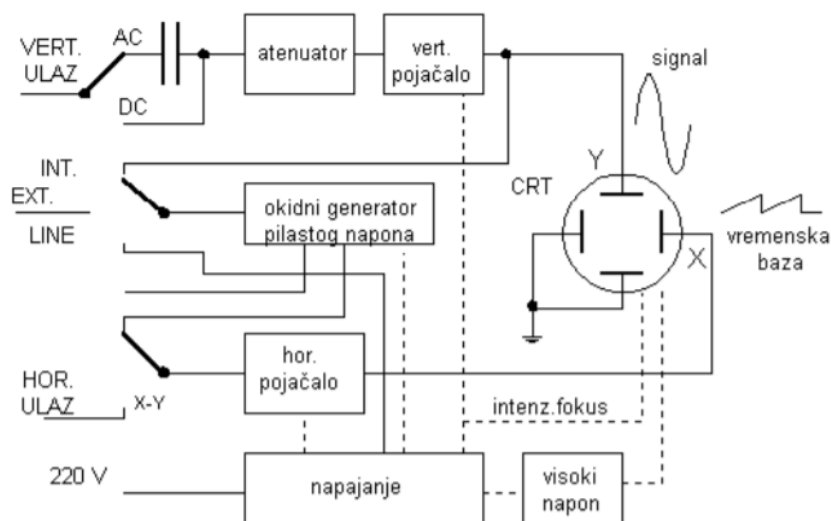 VERT.
ULAZ
AC
DC
atenuator
vert.
pojačalo
signal
INT.
EXT.
LINE
okidni generator
pilastog napona
CRT
Y
X
vremenska
baza
HOR.
ULAZ
X-Y
hor.
pojačalo
intenz.fokus
220 V
napajanje
visoki
napon